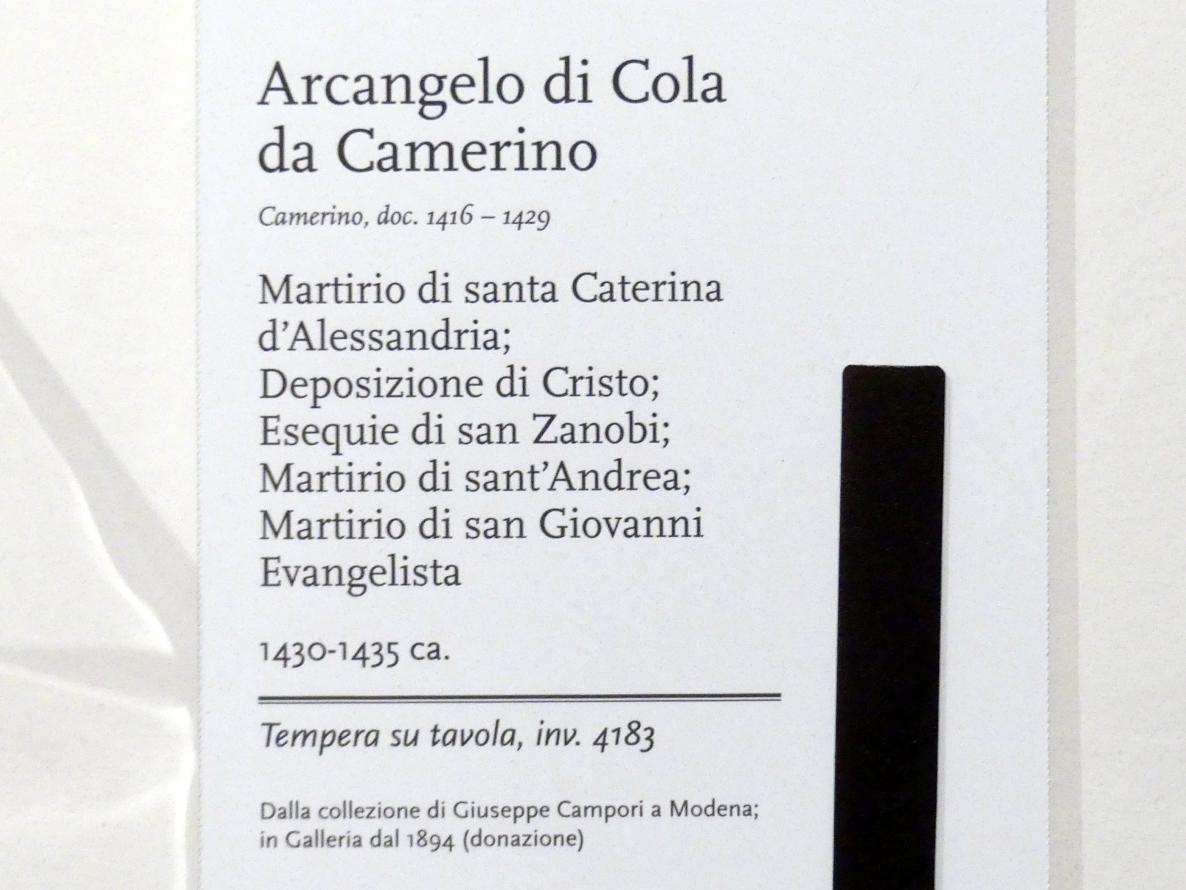 Arcangelo di Cola
da Camerino
Camerino, doc. 1416 – 1429
Martirio di santa Caterina
d’Alessandria;
Deposizione di Cristo;
Esequie di san Zanobi;
Martirio di sant’Andrea;
Martirio di san Giovanni
Evangelista
1430-1435 ca.
Tempera su tavola, inv. 4183
Dalla collezione di Giuseppe Campori a Modena;
in Galleria dal 1894 (donazione)